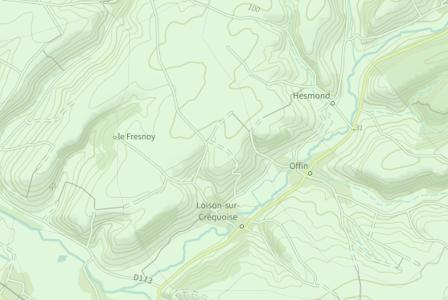 100
Hesmond
le Fresnoy
Offin
Loison-sur-
Créquoise
D113